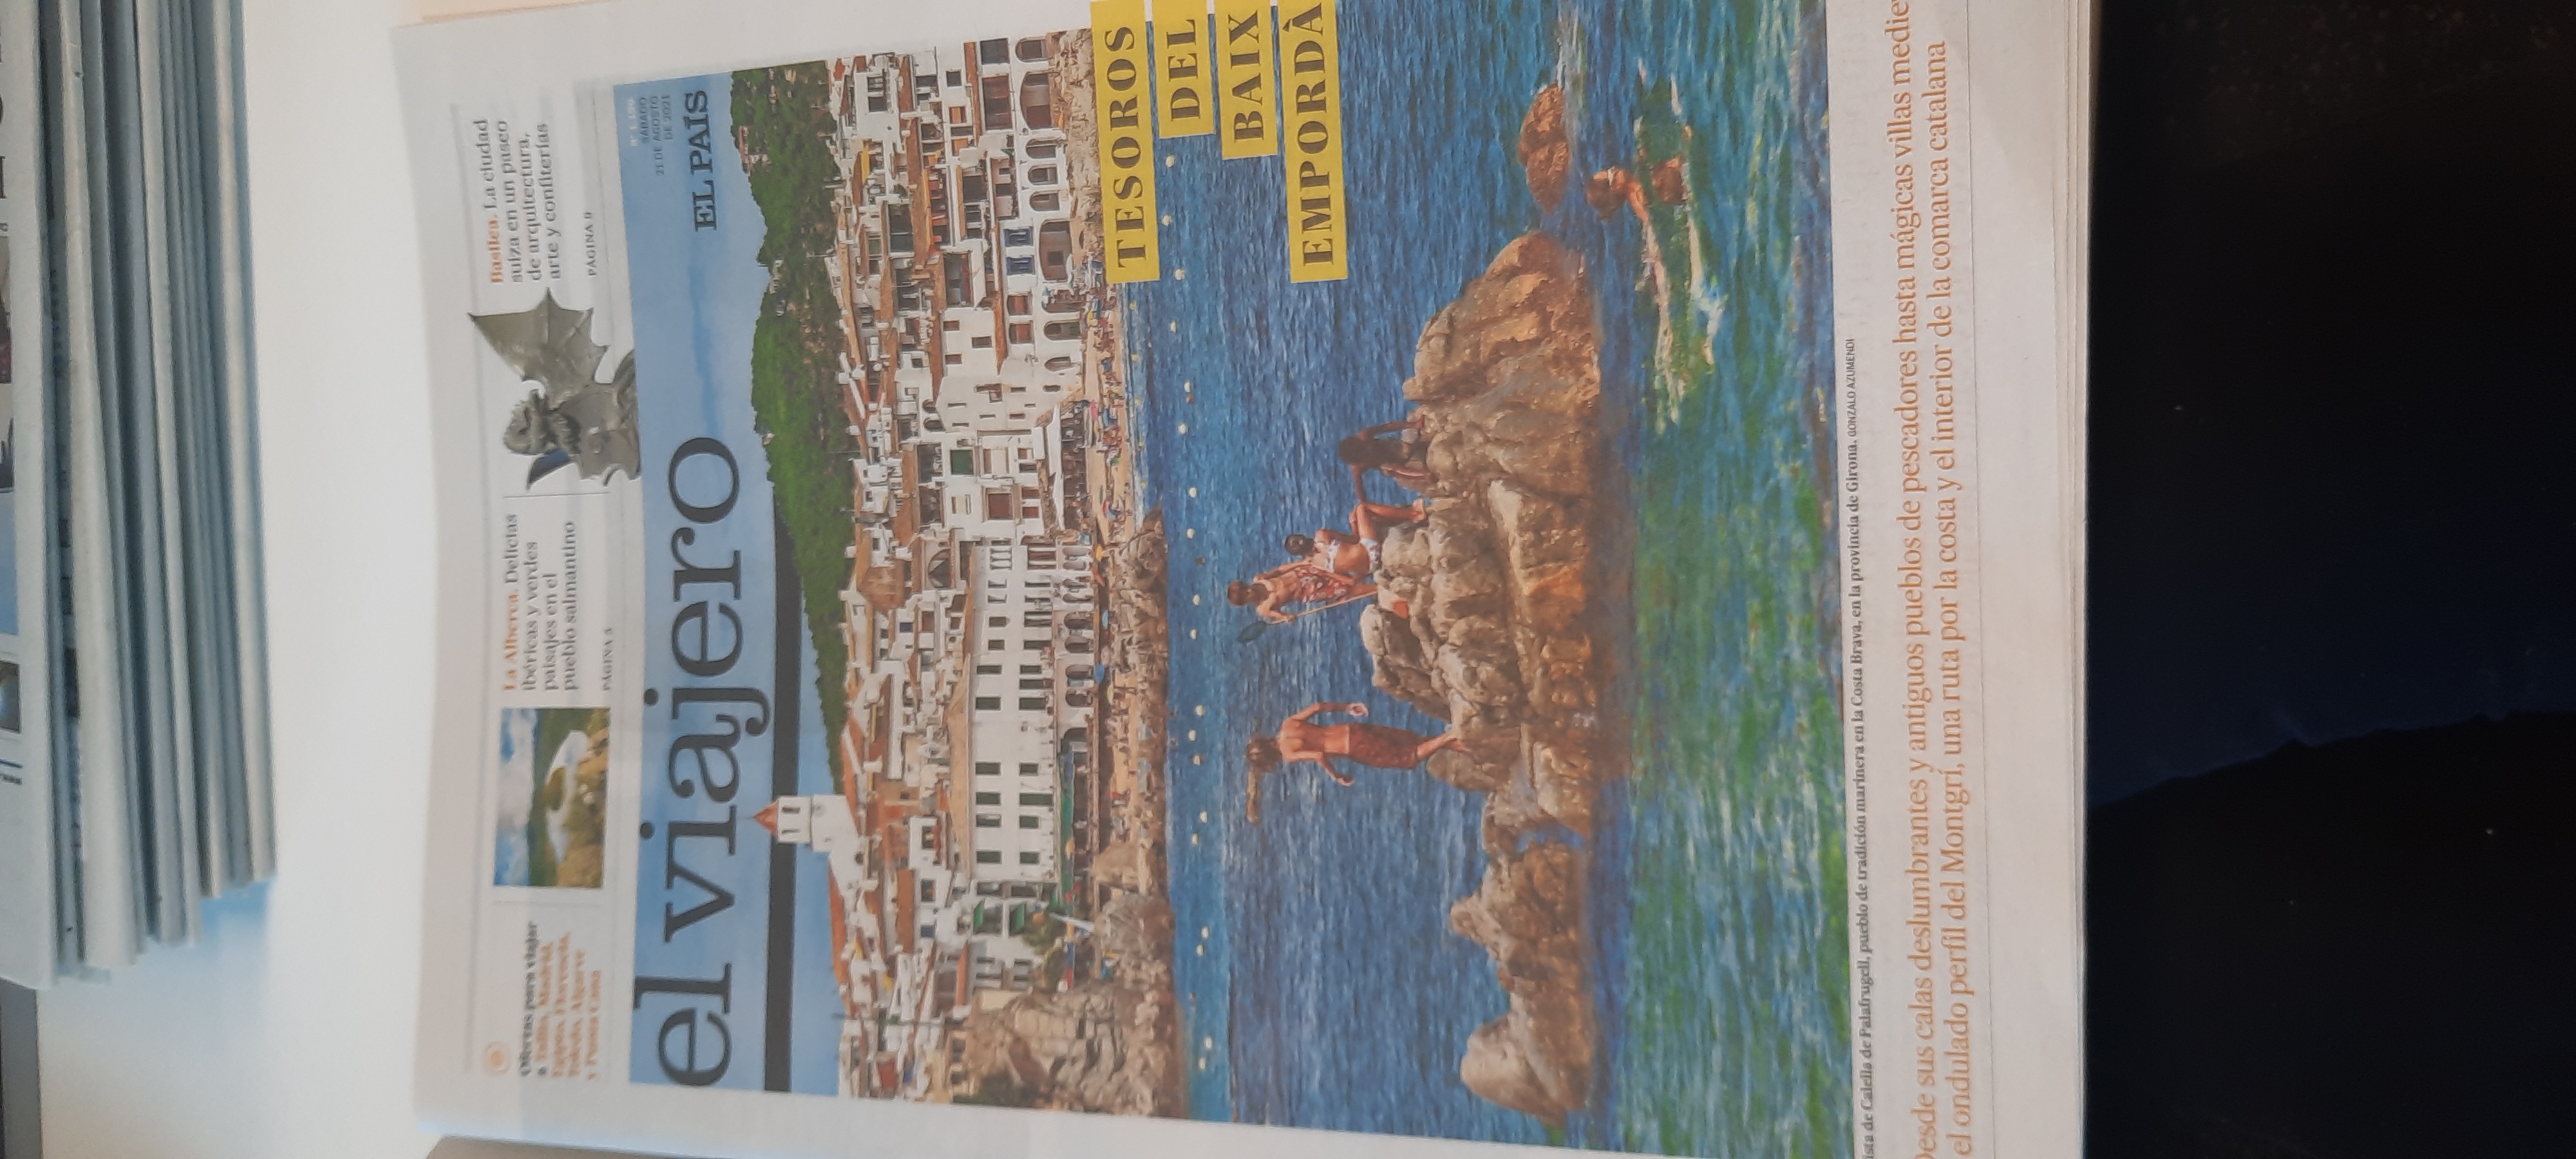 Ofertas para viajar
a Tallin, Madrid,
Egipto, Florencia,
Toledo, Algarve
y Punta Cana
La Alberca. Delicias
ibéricas y verdes
paisajes en el
pueblo salmantino
PÁGINA 5
Basilea. La ciudad
suiza en un paseo
de arquitectura,
arte y confiterías
PÁGINA 9
el viajero
SÁBADO
21 DE AGOSTO
DE 2021
EL PAÍS
TESOROS
DEL
BAIX
EMPORDÀ
ista de Calella de Palafrugell, pueblo de tradición marinera en la Costa Brava, en la provincia de Girona. GONZALO AZUMENDI
Desde sus calas deslumbrantes y antiguos pueblos de pescadores hasta mágicas villas medie
el ondulado perfil del Montgrí, una ruta por la costa y el interior de la comarca catalana